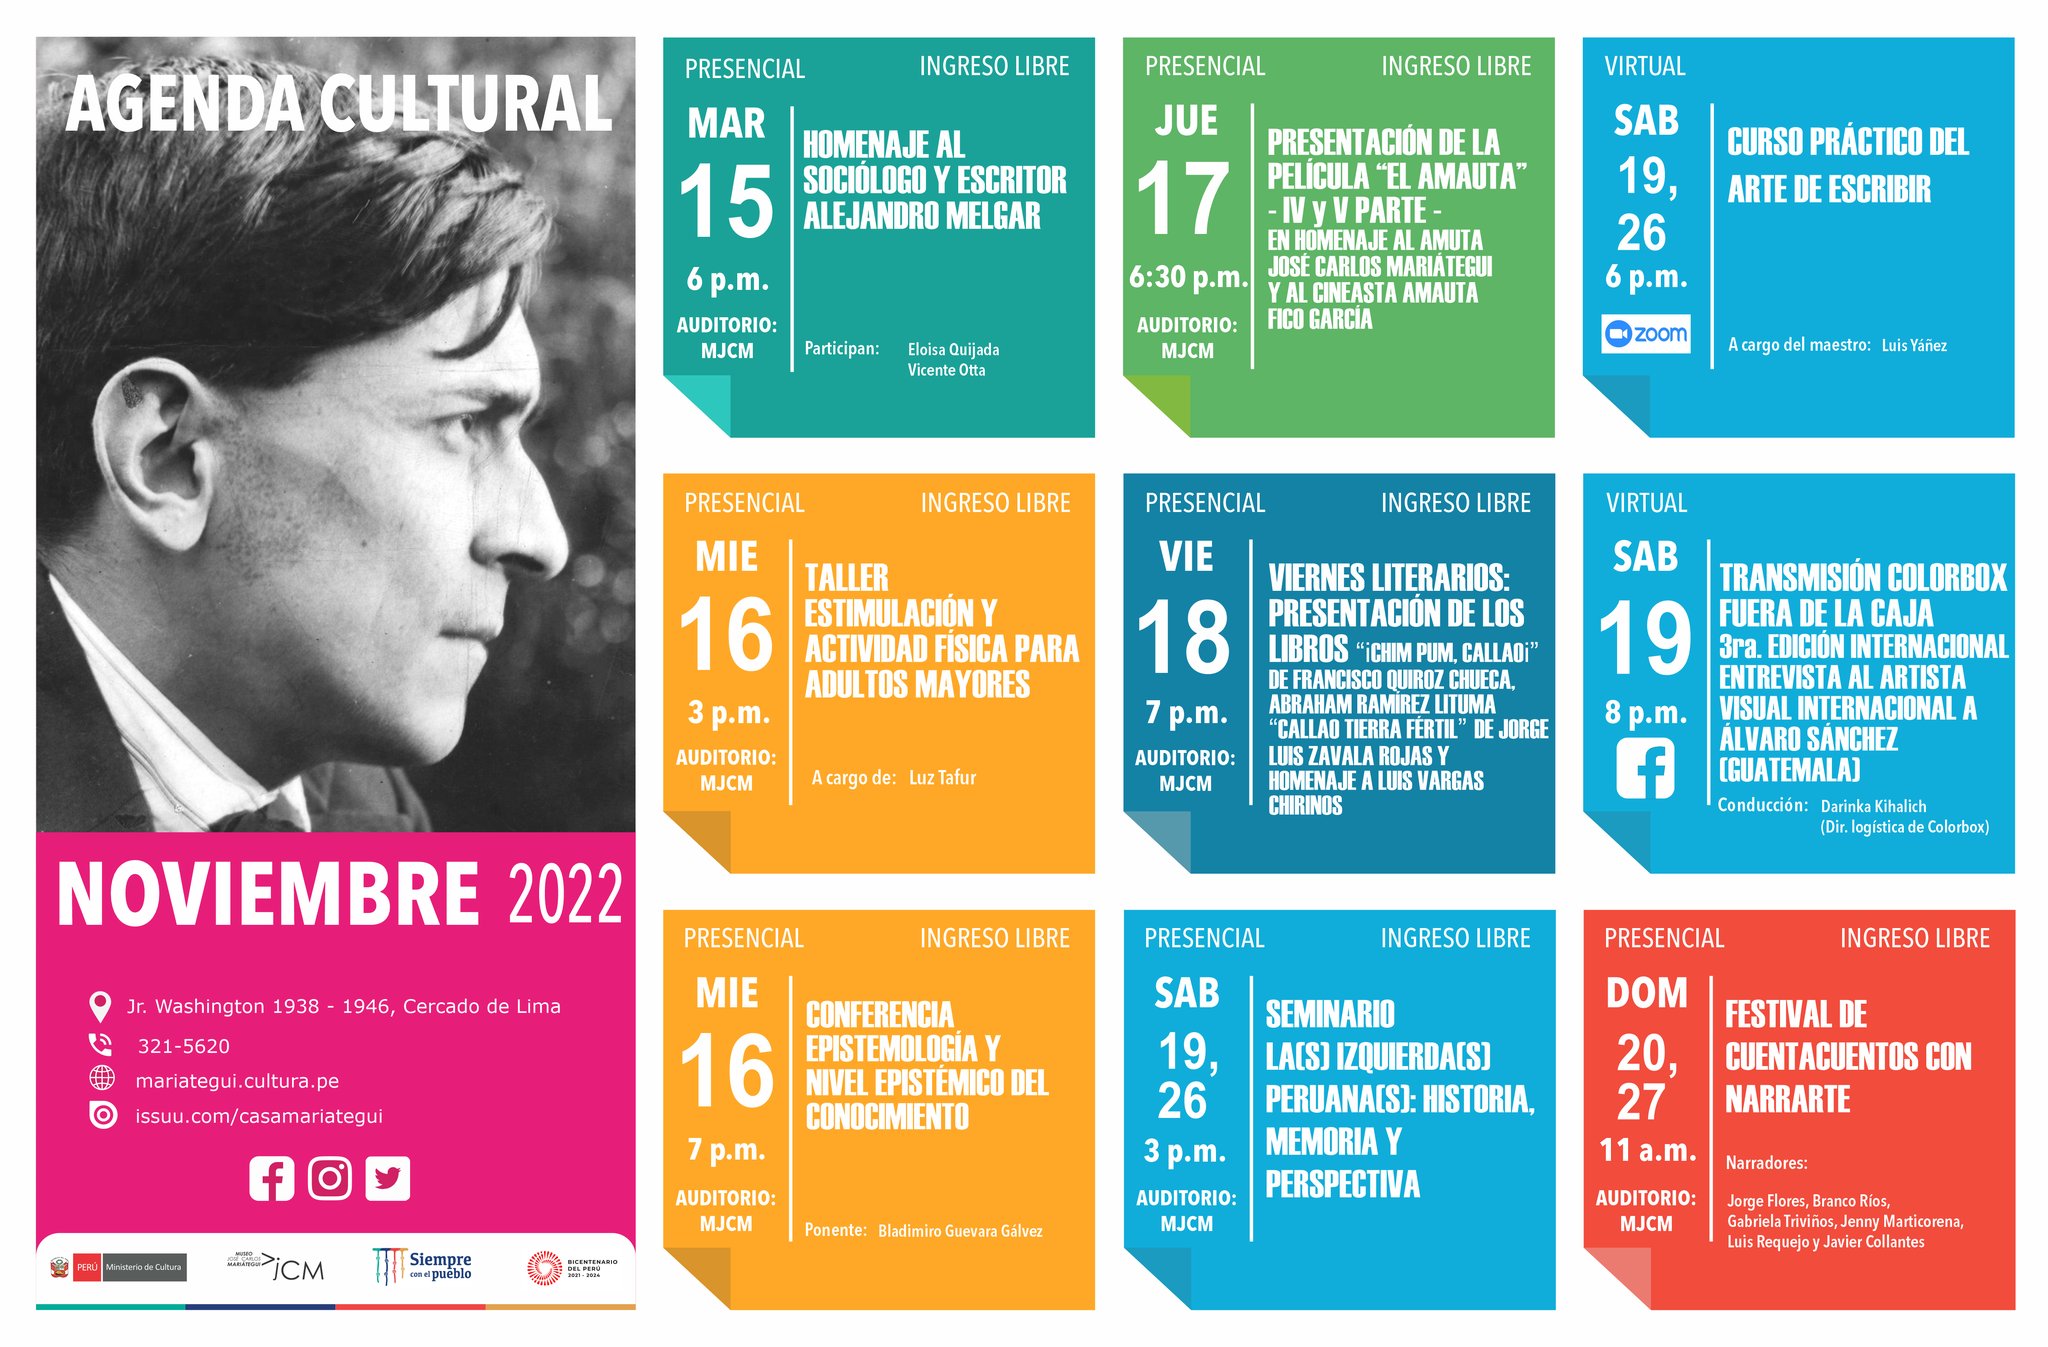 AGENDA CULTURAL
NOVIEMBRE 2022
Jr. Washington 1938 - 1946, Cercado de Lima
321-5620
mariategui.cultura.pe
issuu.com/casamariategui
PERÚ Ministerio de Cultura
MUSEO
JOSÉ CARLOS
MARIÁTEGUI
jCM
Siempre
con el pueblo
BICENTENARIO
DEL PERÚ
2021 - 2024
PRESENCIAL INGRESO LIBRE
MAR
15
6 p.m.
AUDITORIO:
MJCM
HOMENAJE AL
SOCIÓLOGO Y ESCRITOR
ALEJANDRO MELGAR
Participan: Eloisa Quijada
Vicente Otta
PRESENCIAL INGRESO LIBRE
JUE
17
6:30 p.m.
AUDITORIO:
MJCM
PRESENTACIÓN DE LA
PELÍCULA “EL AMAUTA”
- IV y V PARTE -
EN HOMENAJE AL AMUTA
JOSÉ CARLOS MARIÁTEGUI
Y AL CINEASTA AMAUTA
FICO GARCÍA
VIRTUAL
SAB
19,
26
6 p.m.
zoom
CURSO PRÁCTICO DEL
ARTE DE ESCRIBIR
A cargo del maestro: Luis Yáñez
PRESENCIAL INGRESO LIBRE
MIE
16
3 p.m.
AUDITORIO:
MJCM
TALLER
ESTIMULACIÓN Y
ACTIVIDAD FÍSICA PARA
ADULTOS MAYORES
A cargo de: Luz Tafur
PRESENCIAL INGRESO LIBRE
VIE
18
7 p.m.
AUDITORIO:
MJCM
VIERNES LITERARIOS:
PRESENTACIÓN DE LOS
LIBROS “¡CHIM PUM, CALLAO¡”
DE FRANCISCO QUIROZ CHUECA,
ABRAHAM RAMÍREZ LITUMA
“CALLAO TIERRA FÉRTIL” DE JORGE
LUIS ZAVALA ROJAS Y
HOMENAJE A LUIS VARGAS
CHIRINOS
VIRTUAL
SAB
19
8 p.m.
TRANSMISIÓN COLORBOX
FUERA DE LA CAJA
3ra. EDICIÓN INTERNACIONAL
ENTREVISTA AL ARTISTA
VISUAL INTERNACIONAL A
ÁLVARO SÁNCHEZ
(GUATEMALA)
Conducción: Darinka Kihalich
(Dir. logística de Colorbox)
PRESENCIAL INGRESO LIBRE
MIE
16
7 p.m.
AUDITORIO:
MJCM
CONFERENCIA
EPISTEMOLOGÍA Y
NIVEL EPISTÉMICO DEL
CONOCIMIENTO
Ponente: Bladimiro Guevara Gálvez
PRESENCIAL INGRESO LIBRE
SAB
19,
26
3 p.m.
AUDITORIO:
MJCM
SEMINARIO
LA(S) IZQUIERDA(S)
PERUANA(S): HISTORIA,
MEMORIA Y
PERSPECTIVA
PRESENCIAL INGRESO LIBRE
DOM
20,
27
11 a.m.
AUDITORIO:
MJCM
FESTIVAL DE
CUENTACUENTOS CON
NARRARTE
Narradores:
Jorge Flores, Branco Ríos,
Gabriela Triviños, Jenny Marticorena,
Luis Requejo y Javier Collantes